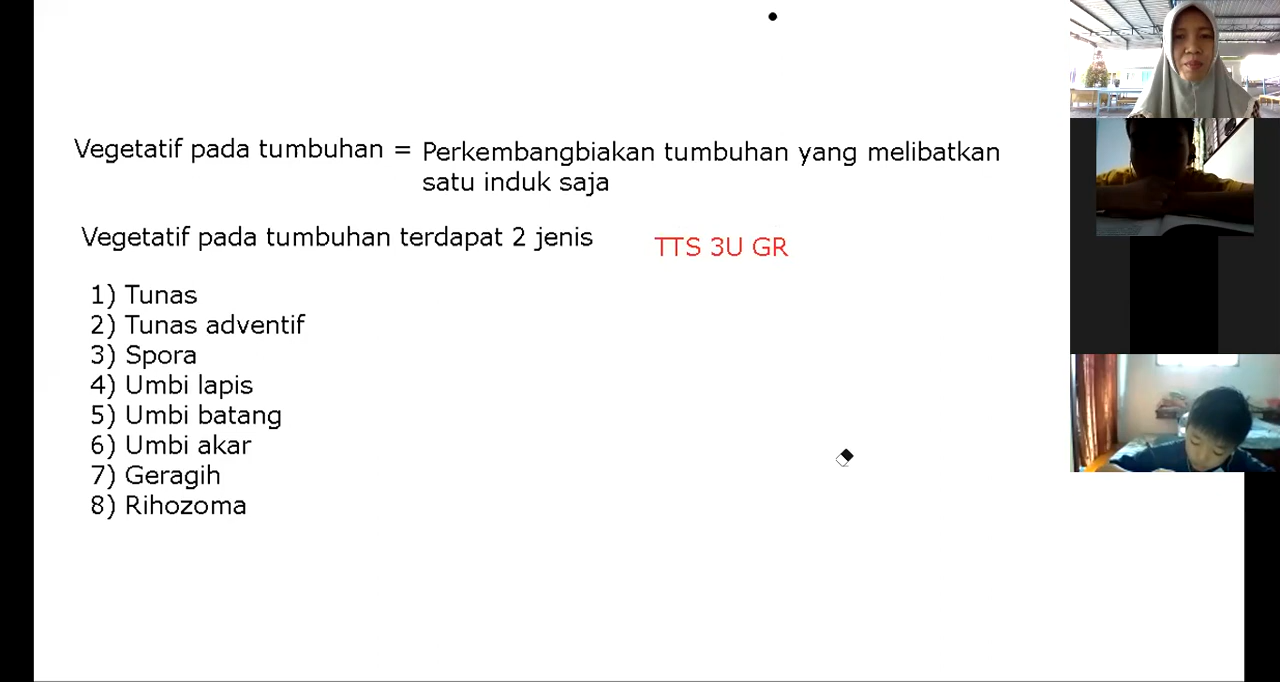 Vegetatif pada tumbuhan = Perkembangbiakan tumbuhan yang melibatkan
satu induk saja
Vegetatif pada tumbuhan terdapat 2 jenis
TTS 3U GR
1) Tunas
2) Tunas adventif
3) Spora
4) Umbi lapis
5) Umbi batang
6) Umbi akar
7) Geragih
8) Rihozoma